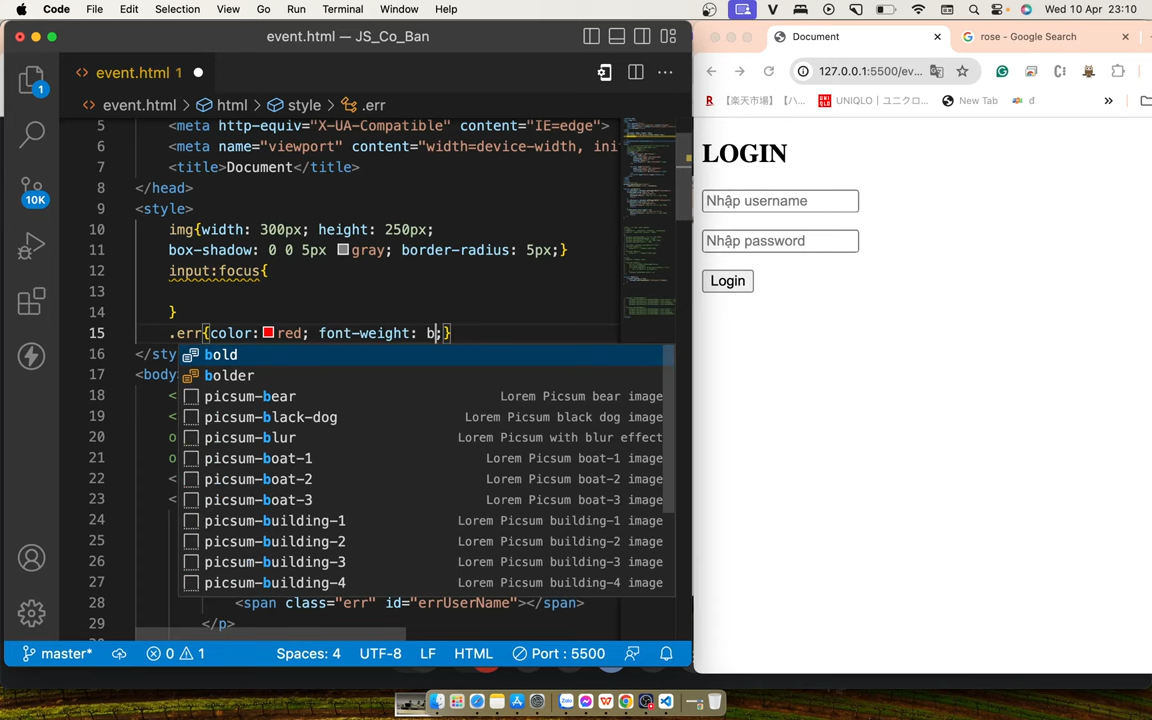 Code File Edit Selection View Go Run Terminal Window Help
Wed 10 Apr 23:10
event.html — JS_Co_Ban
event.html 1
event.html > html > style > .err
5 <meta http-equiv="X-UA-Compatible" content="IE=edge">
6 <meta name="viewport" content="width=device-width, ini
7 <title>Document</title>
8 </head>
9 <style>
10 img{width: 300px; height: 250px;
11 box-shadow: 0 0 5px gray; border-radius: 5px;}
12 input:focus{
13
14 }
15 .err{color: red; font-weight: b;}
16 </sty
17 <body
18 <
19 <
20 o
21 o
22 <
23 <
24
25
26
27
28 <span class="err" id="errUserName"></span>
29 </p>
bold
bolder
picsum-bear Lorem Picsum bear image
picsum-black-dog Lorem Picsum black dog image
picsum-blur Lorem Picsum with blur effect
picsum-boat-1 Lorem Picsum boat-1 image
picsum-boat-2 Lorem Picsum boat-2 image
picsum-boat-3 Lorem Picsum boat-3 image
picsum-building-1 Lorem Picsum building-1 image
picsum-building-2 Lorem Picsum building-2 image
picsum-building-3 Lorem Picsum building-3 image
picsum-building-4 Lorem Picsum building-4 image
1
10K
master* 0 1 Spaces: 4 UTF-8 LF HTML Port : 5500
Document
rose - Google Search
127.0.0.1:5500/ev...
【楽天市場】【ハ...
UNIQLO | ユニクロ...
New Tab
đ
LOGIN
Nhập username
Nhập password
Login